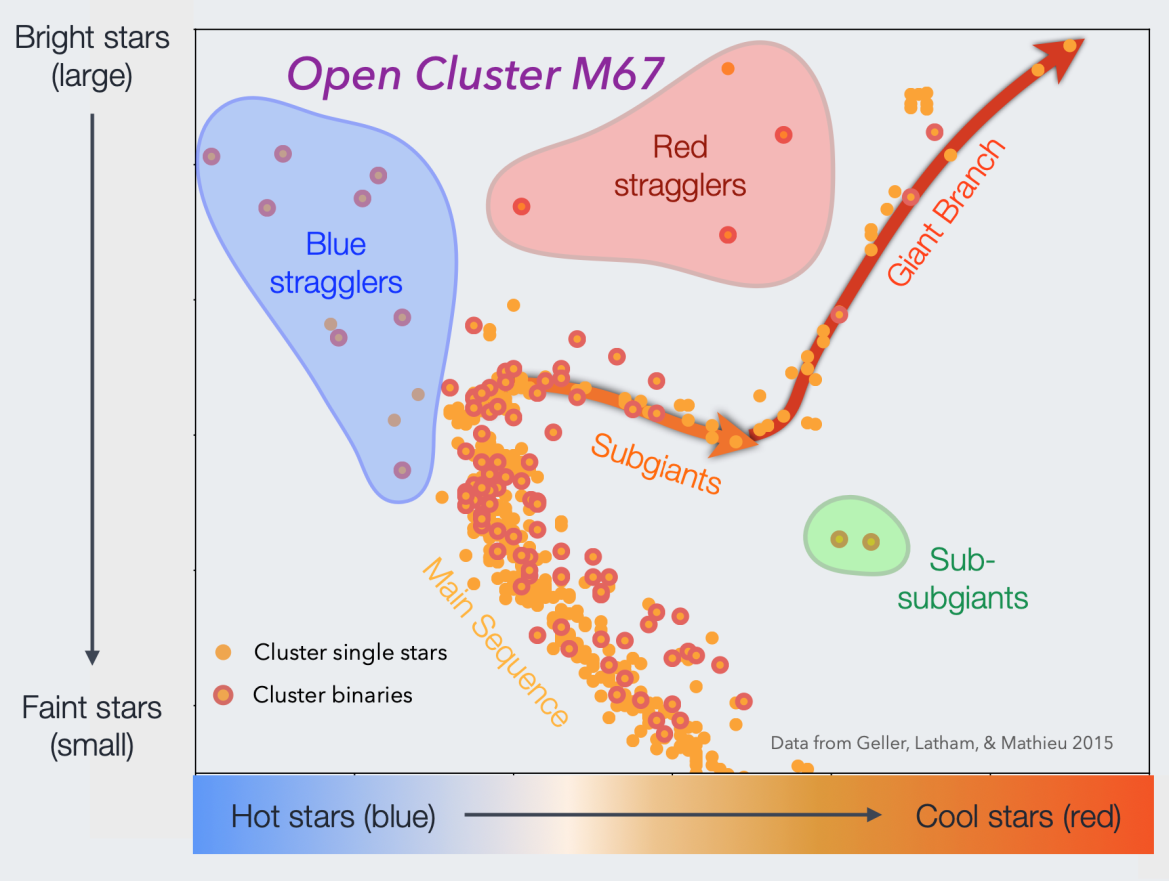 Bright stars
(large)
Open Cluster M67
Red
stragglers
Blue
stragglers
Giant Branch
Subgiants
Sub-
subgiants
Main Sequence
Cluster single stars
Cluster binaries
Faint stars
(small)
Data from Geller, Latham, & Mathieu 2015
Hot stars (blue)
Cool stars (red)